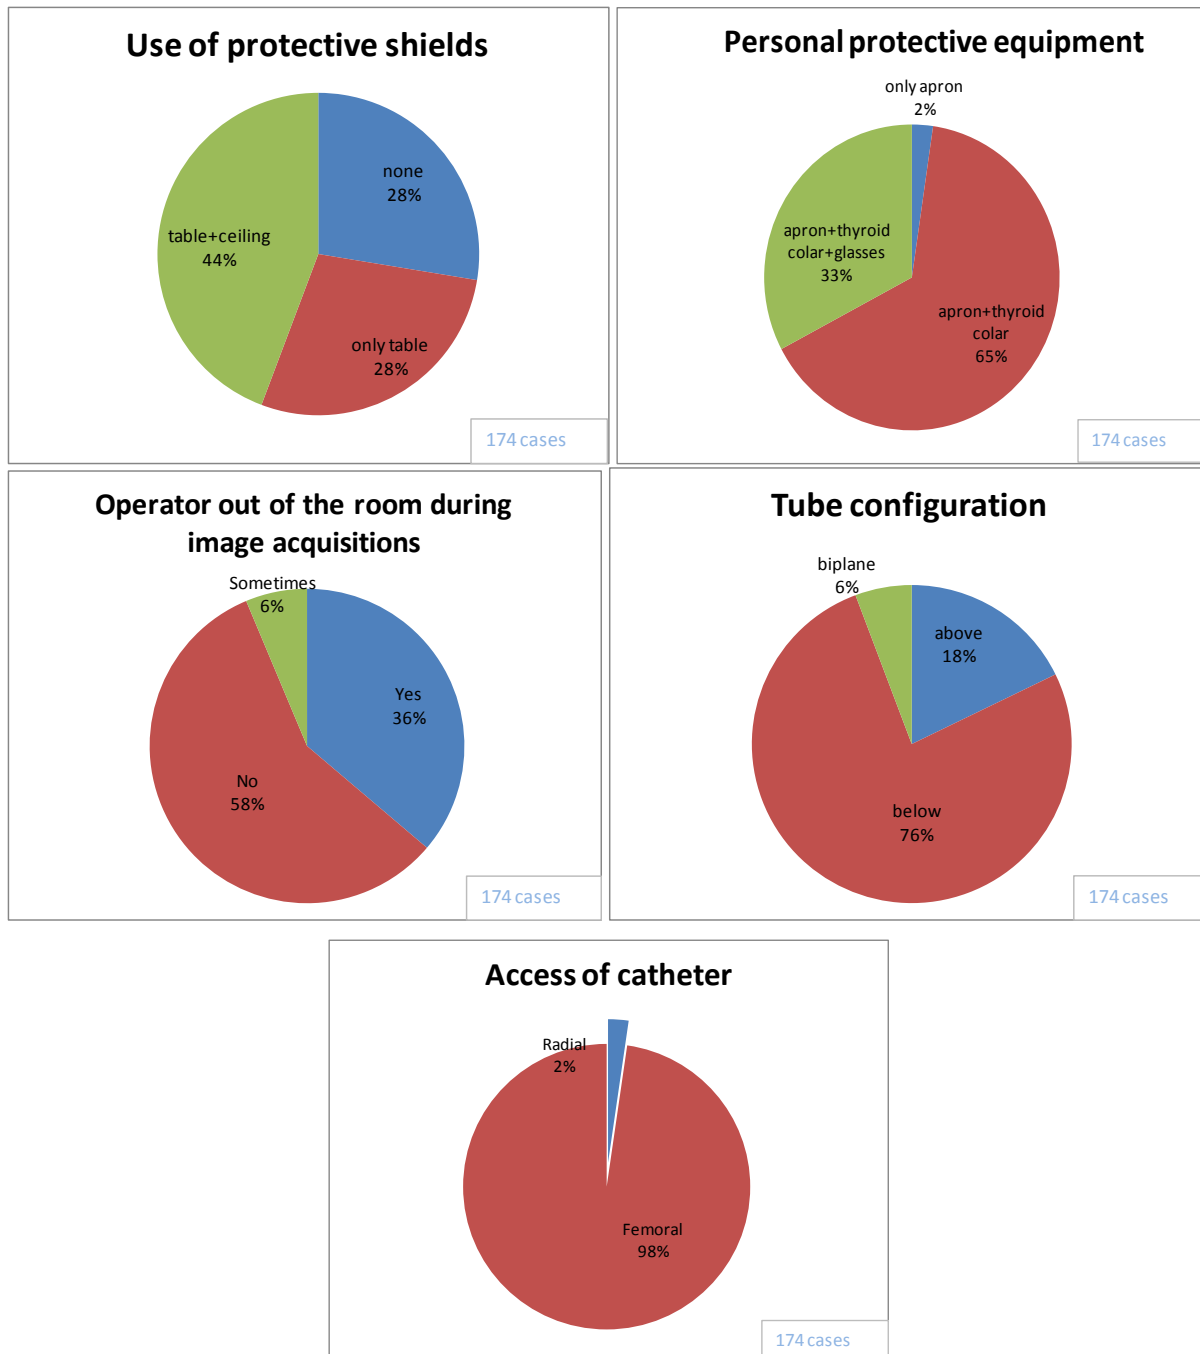 Use of protective shields
none
28%
table+ceiling
44%
only table
28%
174 cases
Personal protective equipment
only apron
2%
apron+thyroid
colar+glasses
33%
apron+thyroid
colar
65%
174 cases
Operator out of the room during
image acquisitions
Sometimes
6%
Yes
36%
No
58%
174 cases
Tube configuration
biplane
6%
above
18%
below
76%
174 cases
Access of catheter
Radial
2%
Femoral
98%
174 cases